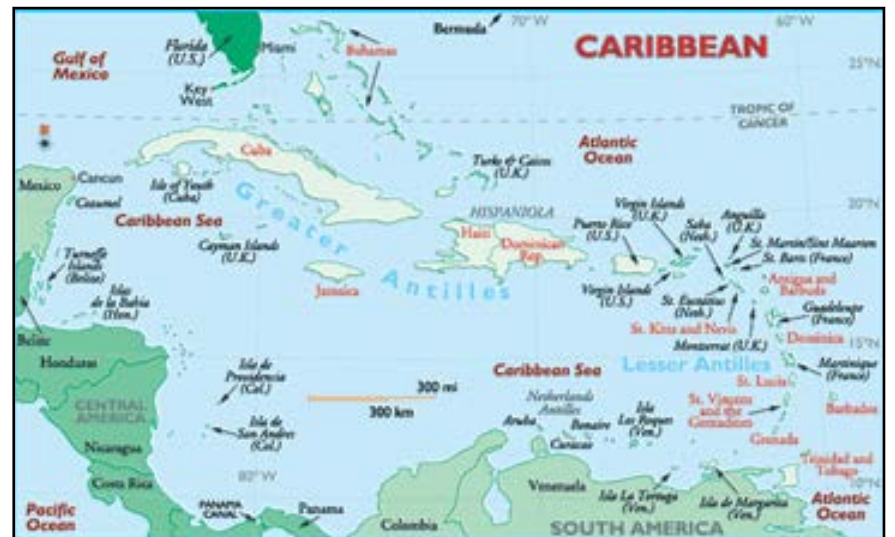 Bermuda
70°W
60°W
Florida
(U.S.)
Miami
Bahamas
CARIBBEAN
Gulf of
Mexico
25°N
Key
West
TROPIC OF
CANCER
Atlantic
Ocean
Cuba
Mexico
Cancun
Isle of Youth
(Cuba)
Cozumel
Turks & Caicos
(U.K.)
Greater
Antilles
Caribbean Sea
HISPANIOLA
Virgin Islands
(U.K.)
Anguilla
(U.K.)
20°N
Cayman Islands
(U.K.)
Haiti
Dominican
Rep.
Puerto Rico
(U.S.)
Saba
(Neth.)
St. Martin/Sint Maarten
St. Barts (France)
Turneffe
Islands
(Belize)
Islas
de la Bahia
(Hon.)
Jamaica
Virgin Islands
(U.S.)
St. Eustatius
(Neth.)
Antigua and
Barbuda
St. Kitts and Nevis
Guadeloupe
(France)
Montserrat (U.K.)
Dominica
Belize
Honduras
15°N
Isla de
Providencia
(Col.)
Caribbean Sea
Lesser Antilles
Martinique
(France)
St. Lucia
300 mi
300 km
Netherlands
Antilles
Aruba
Bonaire
Curacao
Isla
Los Roques
(Ven.)
St. Vincent
and the
Grenadines
Barbados
CENTRAL
AMERICA
Isla de
San Andres
(Col.)
Grenada
Nicaragua
Trinidad and
Tobago
Costa Rica
80°W
10°N
Venezuela
Isla La Tortuga
(Ven.)
Isla de Margarita
(Ven.)
Atlantic
Ocean
Pacific
Ocean
PANAMA
CANAL
Panama
Colombia
SOUTH AMERICA